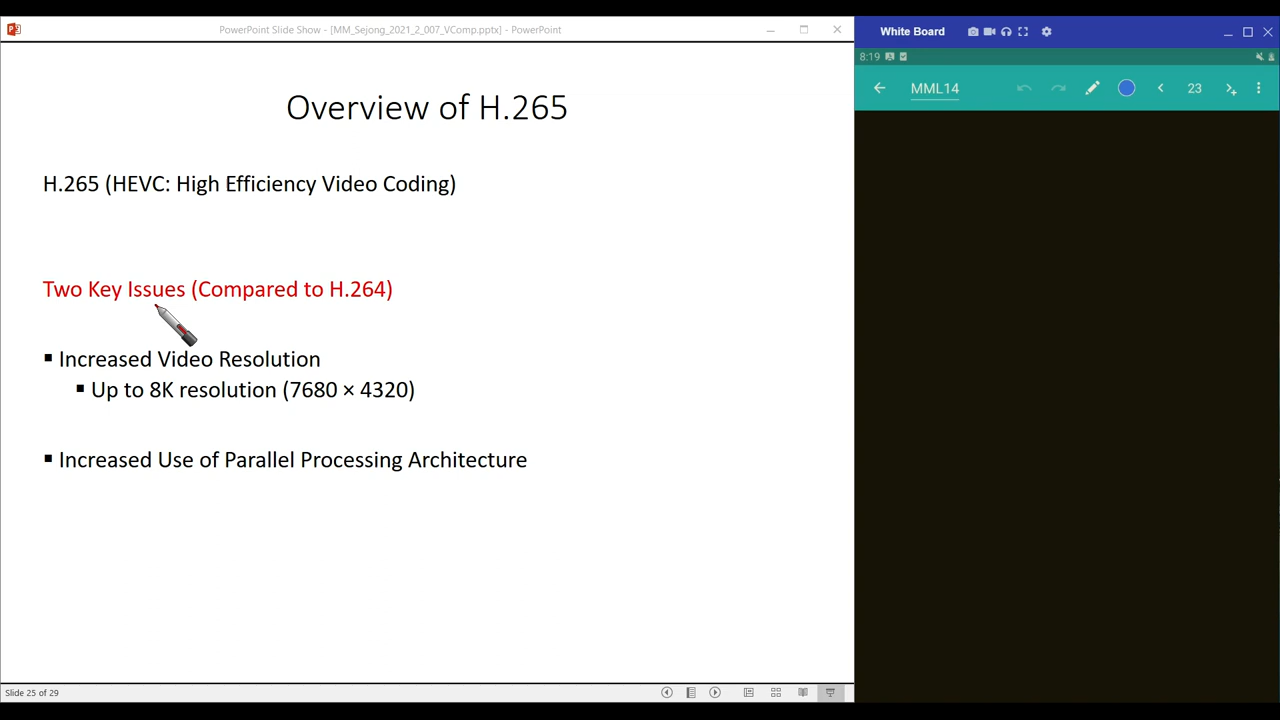 PowerPoint Slide Show - [MM_Sejong_2021_2_007_VComp.pptx] - PowerPoint
Overview of H.265
H.265 (HEVC: High Efficiency Video Coding)
Two Key Issues (Compared to H.264)
▪ Increased Video Resolution
▪ Up to 8K resolution (7680 × 4320)
▪ Increased Use of Parallel Processing Architecture
Slide 25 of 29
White Board
8:19
MML14
23